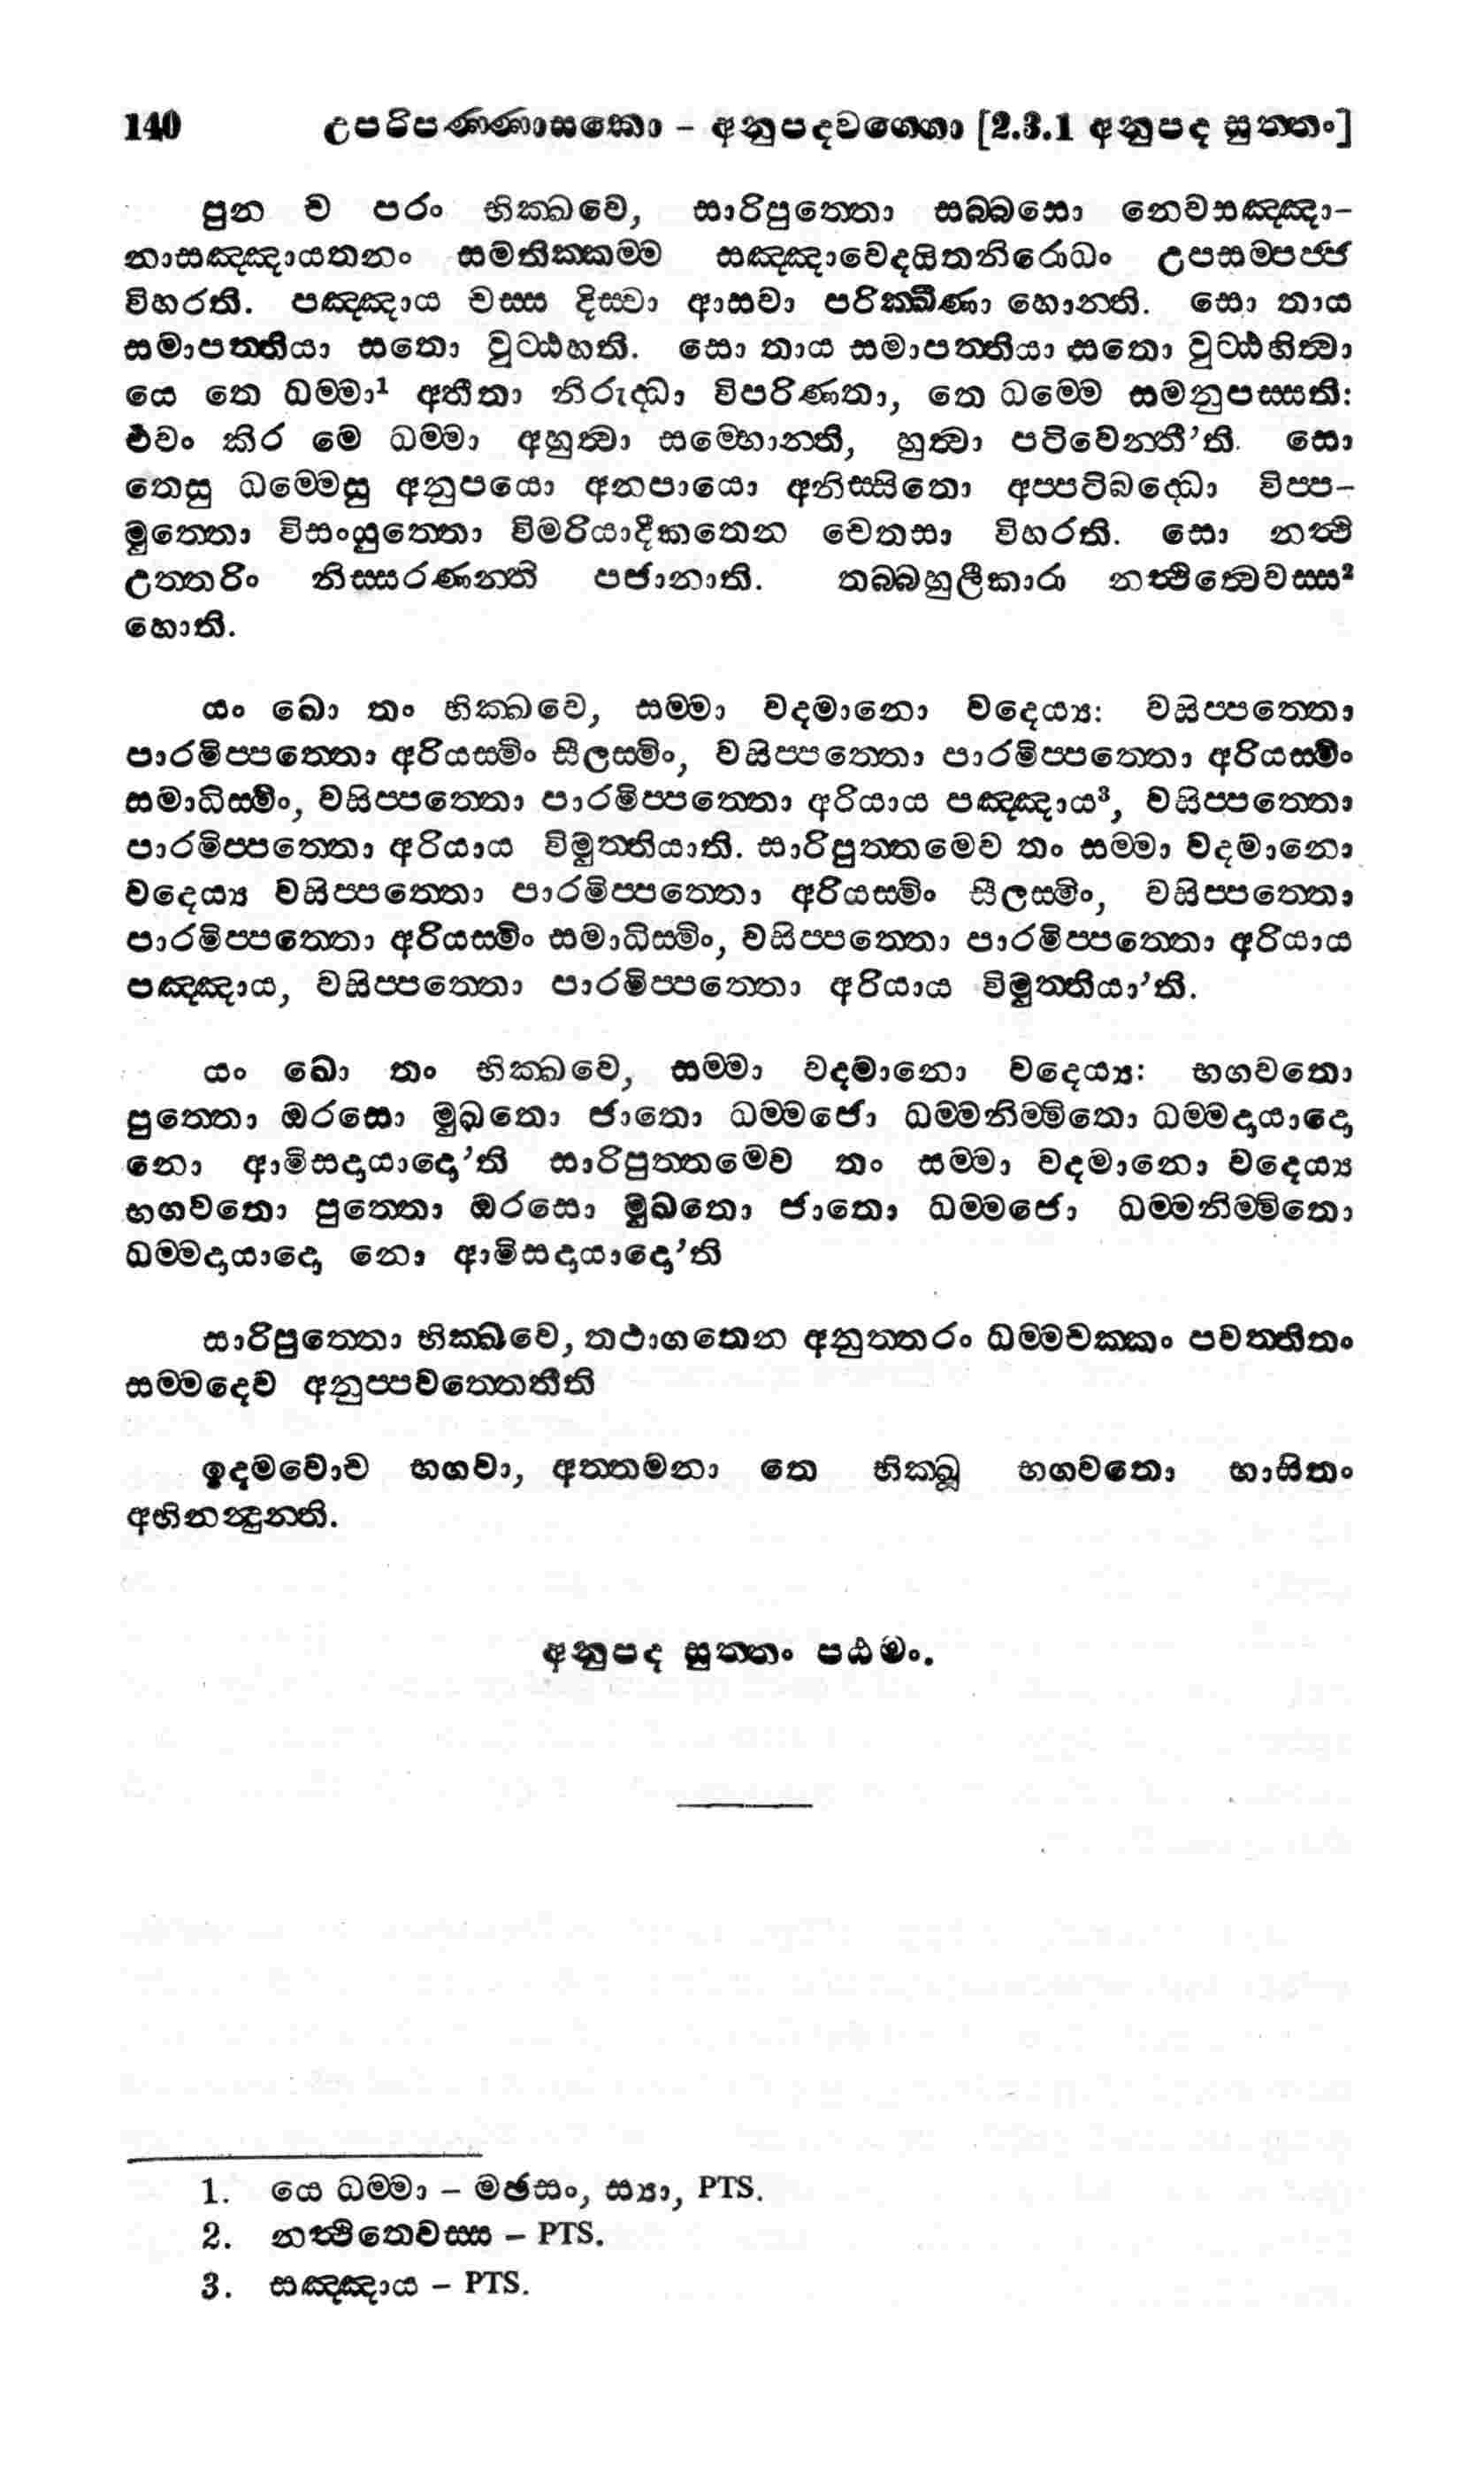 140 උපරිපණ්ණාසකො - අනුපදවග්ගො [2.3.1 අනුපද සුත්තං]
පුන ච පරං භික්ඛවෙ, සාරිපුත්තො සබ්බසො නෙවසඤ්ඤා-
නාසඤ්ඤායතනං සමතික්කම්ම සඤ්ඤාවෙදයිතනිරොධං උපසම්පජ්ජ
විහරති. පඤ්ඤාය චස්ස දිස්වා ආසවා පරික්ඛීණා හොන්ති. සො තාය
සමාපත්තියා සතො වුට්ඨහති. සො තාය සමාපත්තියා සතො වුට්ඨහිත්වා
යෙ තෙ ධම්මා¹ අතීතා නිරුද්ධා විපරිණතා, තෙ ධම්මෙ සමනුපස්සති:
එවං කිර මෙ ධම්මා අහුත්වා සම්භොන්ති, හුත්වා පටිවෙන්තී’ති. සො
තෙසු ධම්මෙසු අනුපයො අනපායො අනිස්සිතො අප්පටිබද්ධො විප්ප-
මුත්තො විසංයුත්තො විමරියාදීකතෙන චෙතසා විහරති. සො නත්ථි
උත්තරිං නිස්සරණන්ති පජානාති. තබ්බහුලීකාරා නත්ථිත්වෙවස්ස²
හොති.
යං ඛො තං භික්ඛවෙ, සම්මා වදමානො වදෙය්‍ය: වසිප්පත්තො
පාරමිප්පත්තො අරියස්මිං සීලස්මිං, වසිප්පත්තො පාරමිප්පත්තො අරියස්මිං
සමාධිස්මිං, වසිප්පත්තො පාරමිප්පත්තො අරියාය පඤ්ඤාය³, වසිප්පත්තො
පාරමිප්පත්තො අරියාය විමුත්තියාති. සාරිපුත්තමෙව තං සම්මා වදමානො
වදෙය්‍ය වසිප්පත්තො පාරමිප්පත්තො අරියස්මිං සීලස්මිං, වසිප්පත්තො
පාරමිප්පත්තො අරියස්මිං සමාධිස්මිං, වසිප්පත්තො පාරමිප්පත්තො අරියාය
පඤ්ඤාය, වසිප්පත්තො පාරමිප්පත්තො අරියාය විමුත්තියා’ති.
යං ඛො තං භික්ඛවෙ, සම්මා වදමානො වදෙය්‍ය: භගවතො
පුත්තො ඔරසො මුඛතො ජාතො ධම්මජො ධම්මනිම්මිතො ධම්මදායාදො
නො ආමිසදායාදො’ති සාරිපුත්තමෙව තං සම්මා වදමානො වදෙය්‍ය
භගවතො පුත්තො ඔරසො මුඛතො ජාතො ධම්මජො ධම්මනිම්මිතො
ධම්මදායාදො නො ආමිසදායාදො’ති
සාරිපුත්තො භික්ඛවෙ, තථාගතෙන අනුත්තරං ධම්මචක්කං පවත්තිතං
සම්මදෙව අනුප්පවත්තෙතීති
ඉදමවොච භගවා, අත්තමනා තෙ භික්ඛූ භගවතො භාසිතං
අභිනන්දුන්ති.
අනුපද සුත්තං පඨමං.
1. යෙ ධම්මා - මඡසං, ස්‍යා, PTS.
2. නත්ථිතෙවස්ස - PTS.
3. සඤ්ඤාය - PTS.